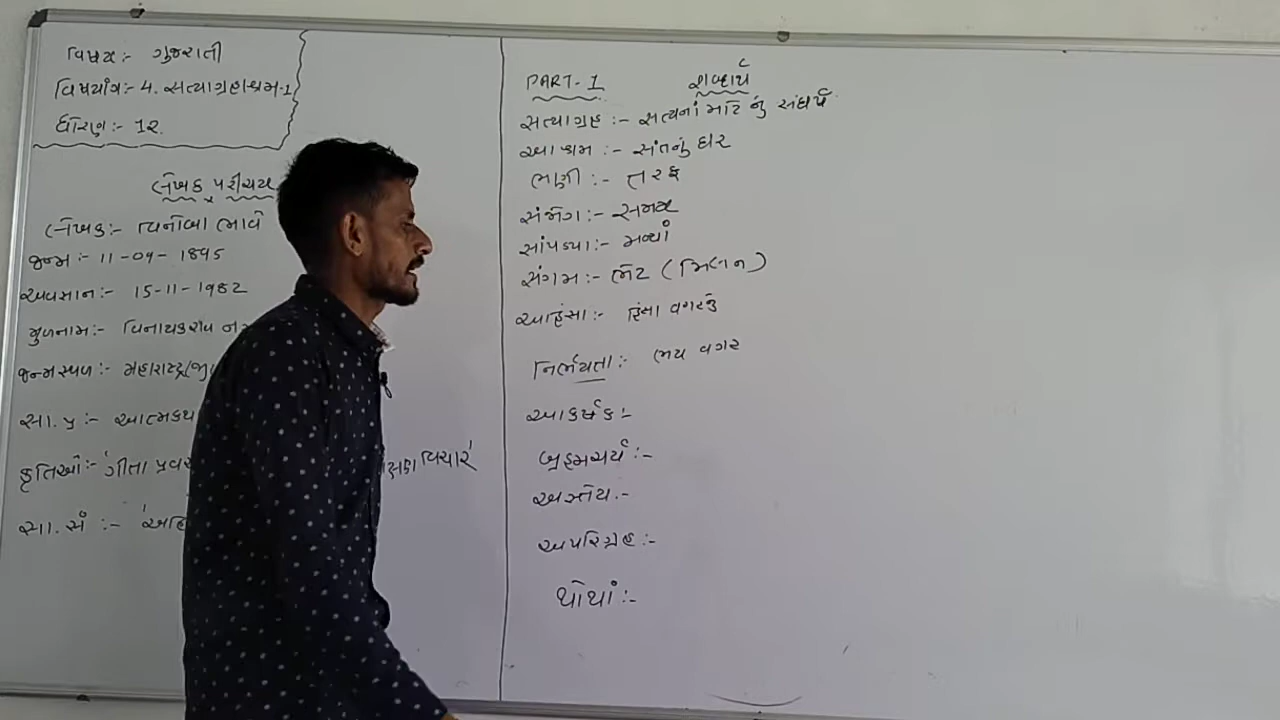 વિષય:- ગુજરાતી
વિષયાંગ:- 4. સત્યાગ્રહાશ્રમ-1
ધોરણ:- 12.
લેખક પરીચય
લેખક:- વિનોબા ભાવે
જન્મ:- 11-09-1895
અવસાન:- 15-11-1982
મુળનામ:- વિનાયકરાવ
જન્મસ્થળ:- મહારાષ્ટ્ર
સા. પ્ર:- આત્મકથ
કૃતિઓ:- 'ગીતા પ્રવચ વિચાર'
સા. સં :- 'અહિ
PART-1 શબ્દાર્થ
સત્યાગ્રહ :- સત્યનાં માટેનું સંઘર્ષ
આશ્રમ :- સંતનું ઘર
ભણી :- તરફ
સંજોગ:- સમય
સાંપડ્યા:- મળ્યાં
સંગમ:- ભેટ (મિલન)
અહિંસા:- હિંસા વગરનું
નિર્ભયતા:- ભય વગર
આકર્ષક:-
બ્રહ્મચર્ય:-
અસ્તેય:-
અપરિગ્રહ:-
થોથાં:-